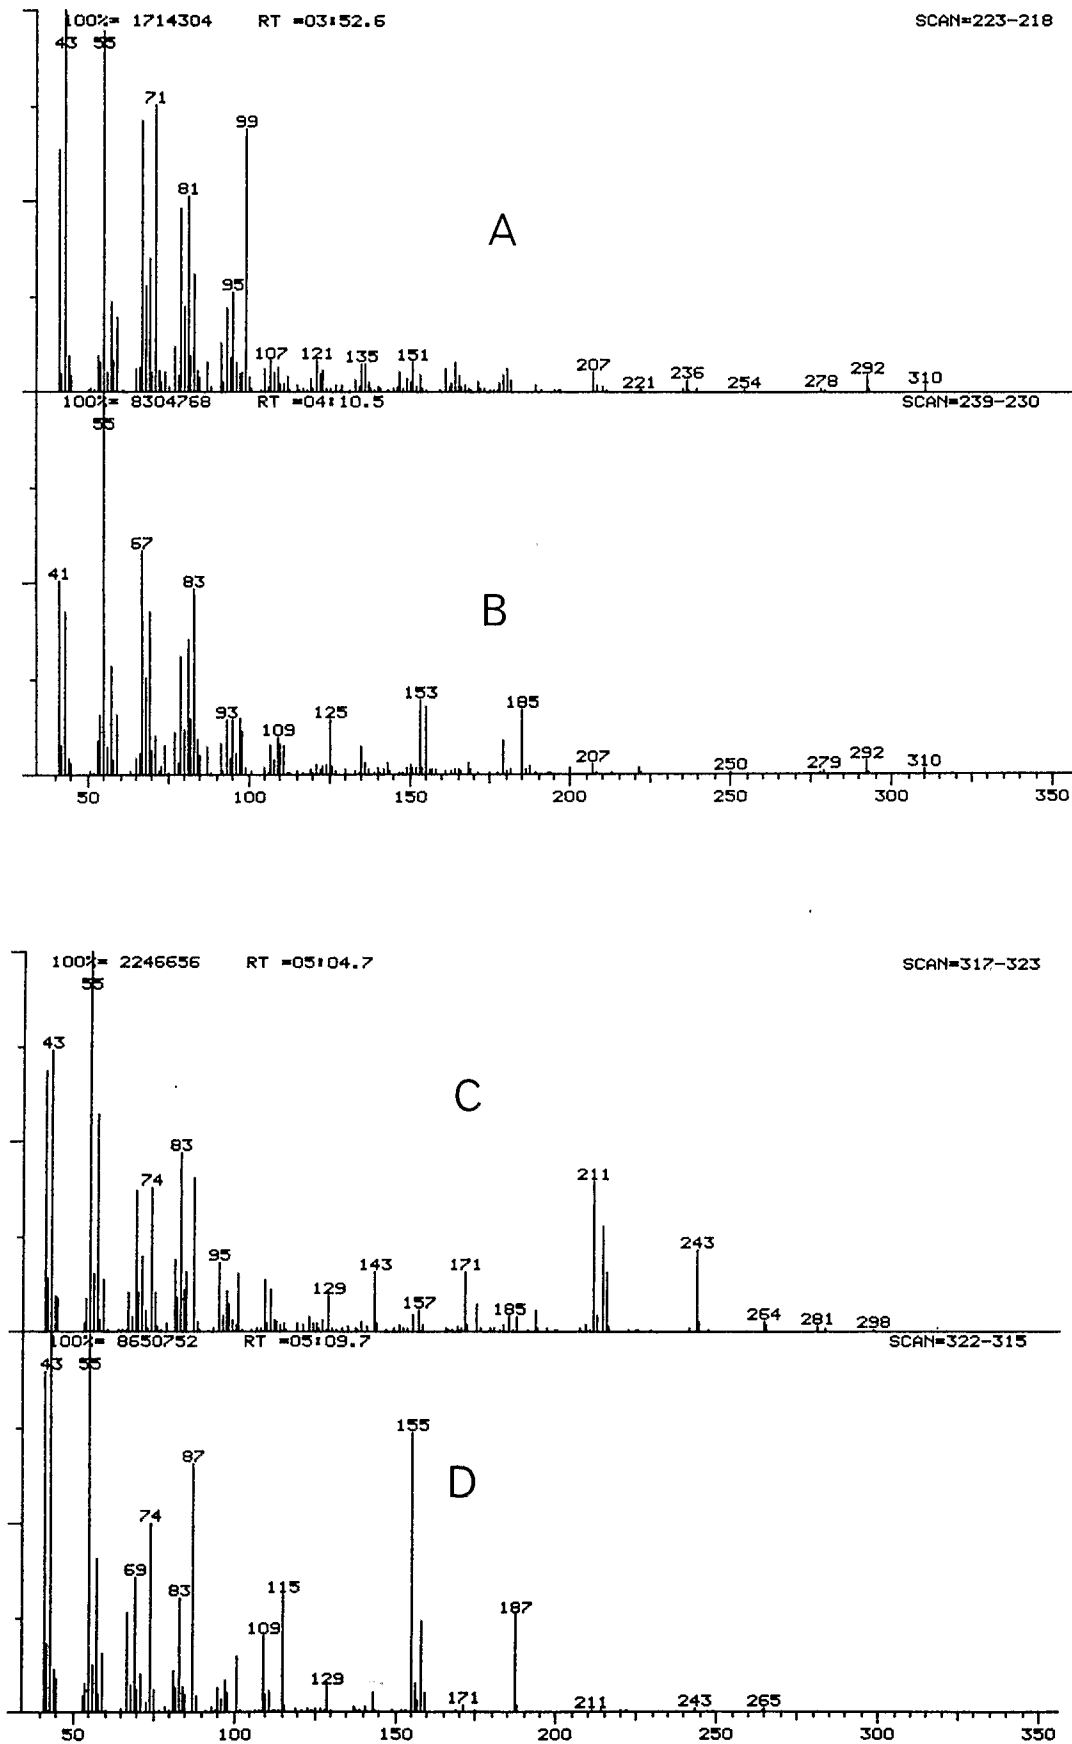 100%= 1714304 RT =03:52.6 SCAN=223-218
43 55
71
99
81
A
95
107 121 135 151 207 221 236 254 278 292 310
100%= 8304768 RT =04:10.5 SCAN=239-230
55
67
41 83
B
93 109 125 153 185
207 250 279 292 310
50 100 150 200 250 300 350
100%= 2246656 RT =05:04.7 SCAN=317-323
55
43
C
83
74 211
95 243
129 143 157 171 185 264 281 298
100%= 8650752 RT =05:09.7 SCAN=322-315
43 55
155
87
D
74
69
83 115
109 187
129 171 211 243 265
50 100 150 200 250 300 350